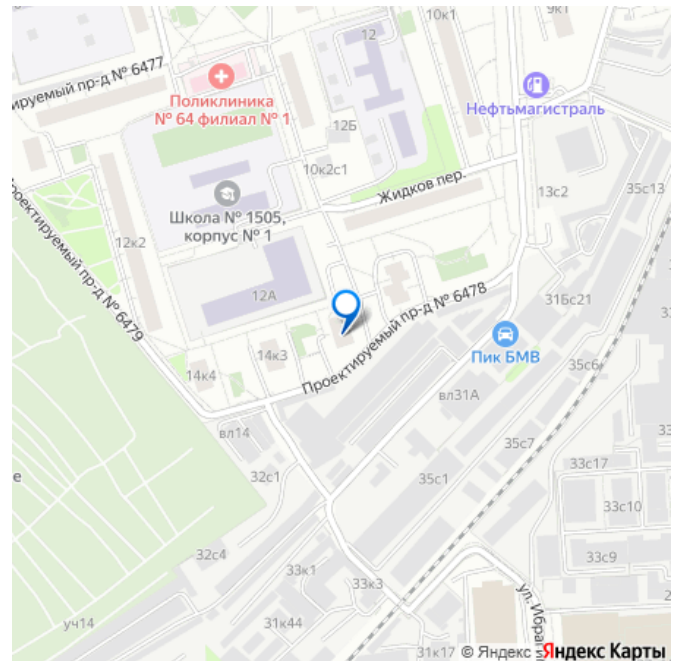 10к1
9к1
12
ируемый пр-д № 6477
Поликлиника
№ 64 филиал № 1
Нефтьмагистраль
12Б
10к2с1
Жидков пер.
13с2
35с13
Школа № 1505,
корпус № 1
12к2
Проектируемый пр-д № 6479
12А
Проектируемый пр-д № 6478
31Бс21
Пик БМВ
14к3
14к4
35с6
вл31А
вл14
35с7
е
32с1
35с1
33с17
33с10
32с4
33с9
33к1
33к3
ул. Ибраги
уч14
31к44
31к17
© Яндекс Яндекс Карты